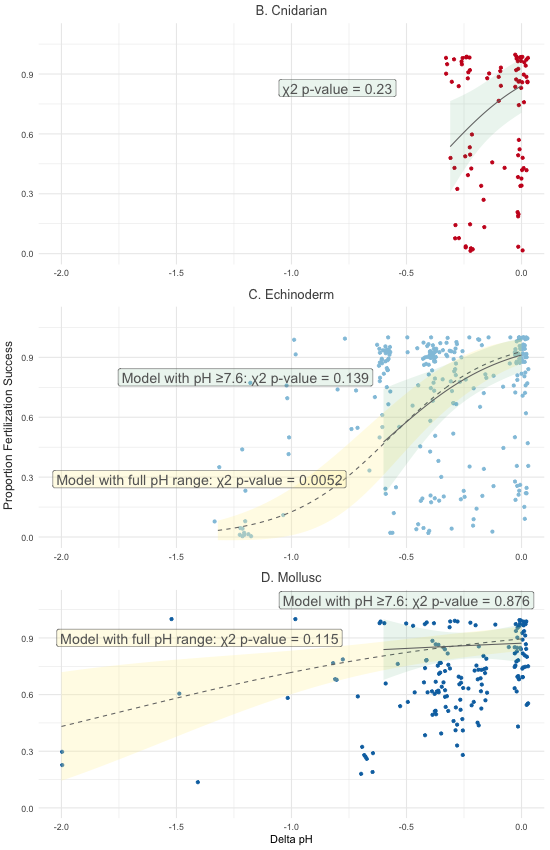 B. Cnidarian
0.9
χ2 p-value = 0.23
0.6
0.3
0.0
-2.0 -1.5 -1.0 -0.5 0.0
C. Echinoderm
Proportion Fertilization Success
0.9
Model with pH ≥7.6: χ2 p-value = 0.139
0.6
0.3
Model with full pH range: χ2 p-value = 0.0052
0.0
-2.0 -1.5 -1.0 -0.5 0.0
D. Mollusc
Model with pH ≥7.6: χ2 p-value = 0.876
0.9
Model with full pH range: χ2 p-value = 0.115
0.6
0.3
0.0
-2.0 -1.5 -1.0 -0.5 0.0
Delta pH